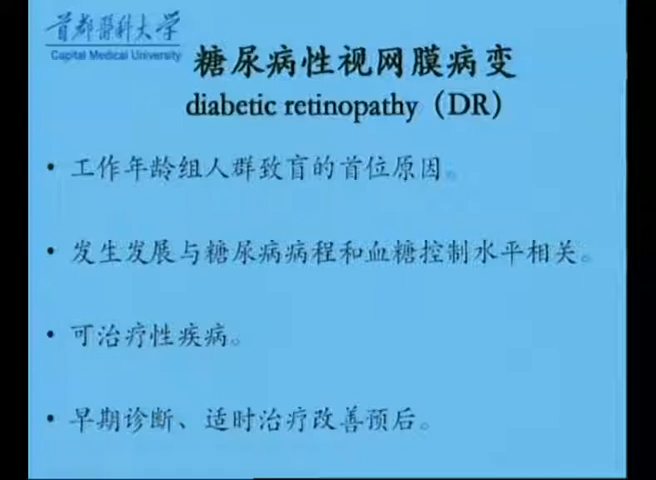 首都医科大学
Capital Medical University
糖尿病性视网膜病变
diabetic retinopathy（DR）
• 工作年龄组人群致盲的首位原因。
• 发生发展与糖尿病病程和血糖控制水平相关。
• 可治疗性疾病。
• 早期诊断、适时治疗改善预后。